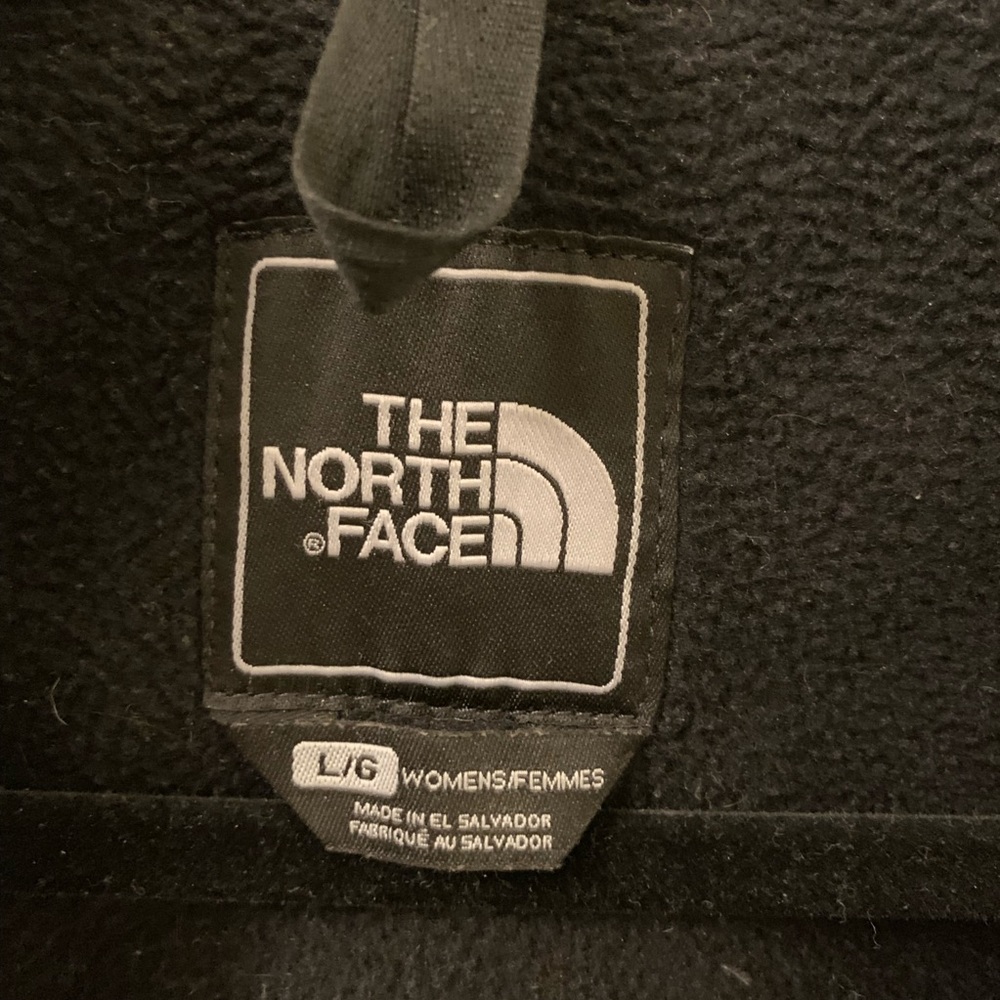 THE
NORTH
®FACE
L/G WOMENS/FEMMES
MADE IN EL SALVADOR
FABRIQUÉ AU SALVADOR